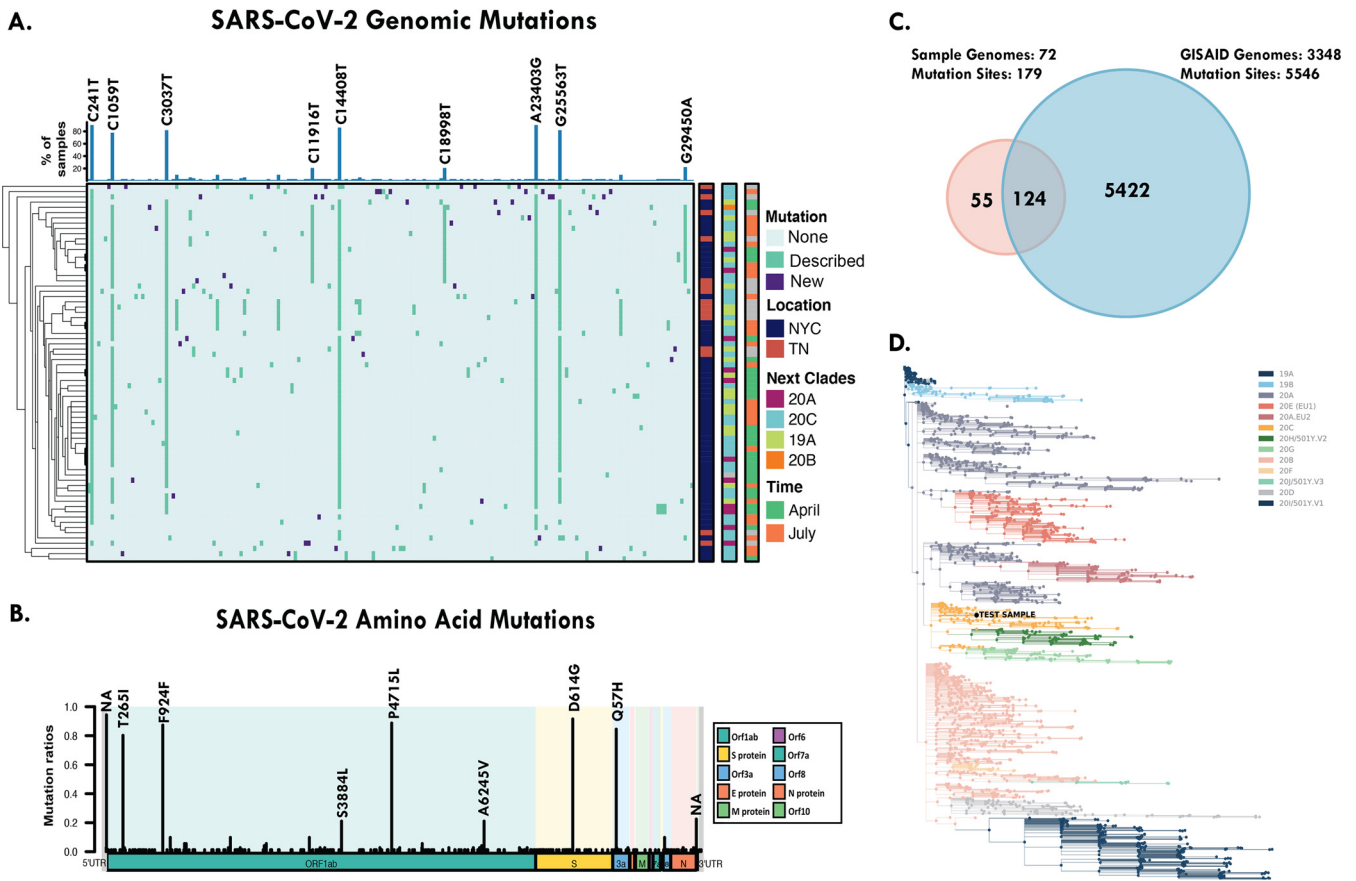 A.
SARS-CoV-2 Genomic Mutations
% of
samples
80
60
40
20
C241T
C1059T
C3037T
C11916T
C14408T
C18998T
A23403G
G25563T
G29450A
Mutation
None
Described
New
Location
NYC
TN
Next Clades
20A
20C
19A
20B
Time
April
July
B.
SARS-CoV-2 Amino Acid Mutations
Mutation ratios
1.0
0.8
0.6
0.4
0.2
0.0
NA
T265I
F924F
S3884L
P4715L
A6245V
D614G
Q57H
NA
5'UTR
ORF1ab
S
3a
M
N
3'UTR
Orf1ab
S protein
Orf3a
E protein
M protein
Orf6
Orf7a
Orf8
N protein
Orf10
C.
Sample Genomes: 72
Mutation Sites: 179
GISAID Genomes: 3348
Mutation Sites: 5546
55
124
5422
D.
TEST SAMPLE
19A
19B
20A
20E (EU1)
20A.EU2
20C
20H/501Y.V2
20G
20B
20F
20J/501Y.V3
20D
20I/501Y.V1